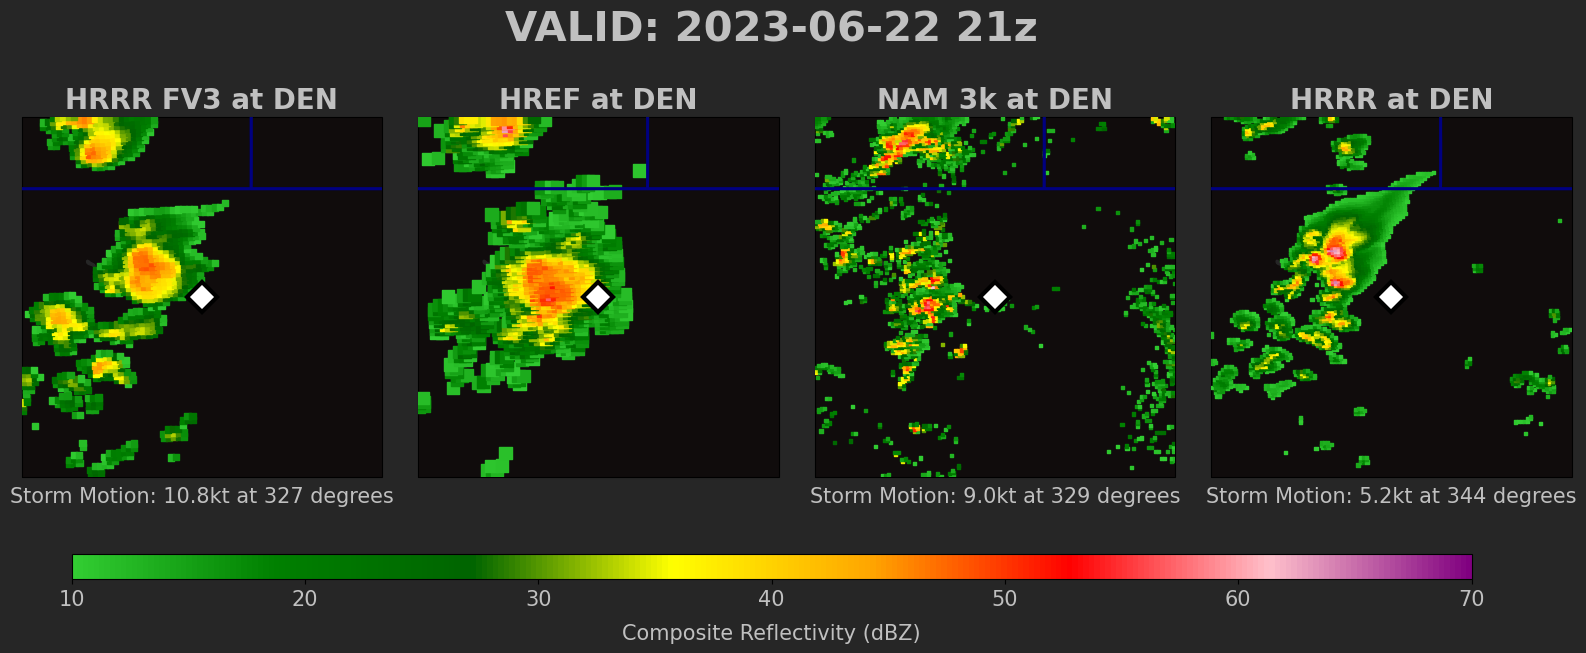 VALID: 2023-06-22 21z
HRRR FV3 at DEN
HREF at DEN
NAM 3k at DEN
HRRR at DEN
Storm Motion: 10.8kt at 327 degrees
Storm Motion: 9.0kt at 329 degrees
Storm Motion: 5.2kt at 344 degrees
10 20 30 40 50 60 70
Composite Reflectivity (dBZ)